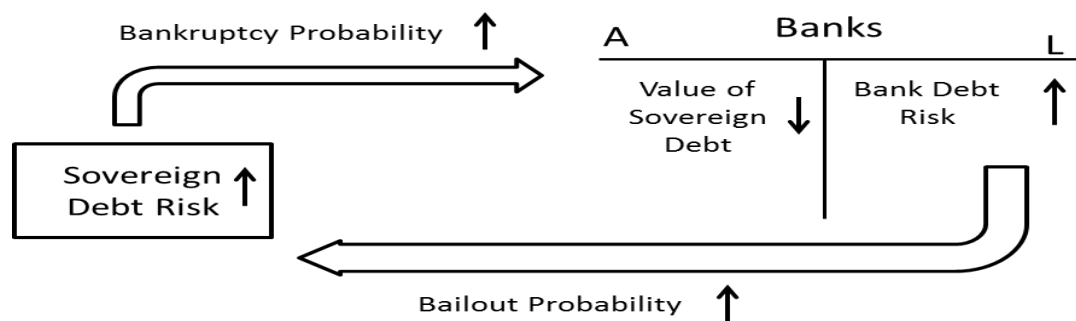 Bankruptcy Probability
A
Banks
L
Value of
Sovereign
Debt
Bank Debt
Risk
Sovereign
Debt Risk
Bailout Probability